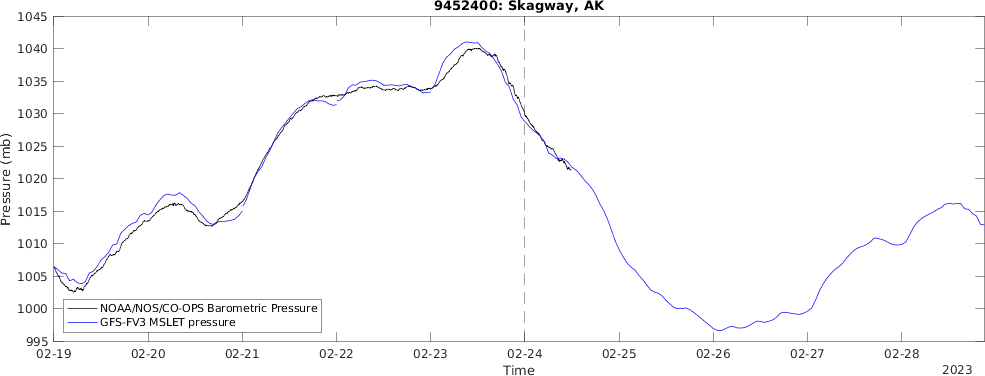 9452400: Skagway, AK
Pressure (mb)
1045
1040
1035
1030
1025
1020
1015
1010
1005
1000
995
NOAA/NOS/CO-OPS Barometric Pressure
GFS-FV3 MSLET pressure
02-19 02-20 02-21 02-22 02-23 02-24 02-25 02-26 02-27 02-28
Time
2023